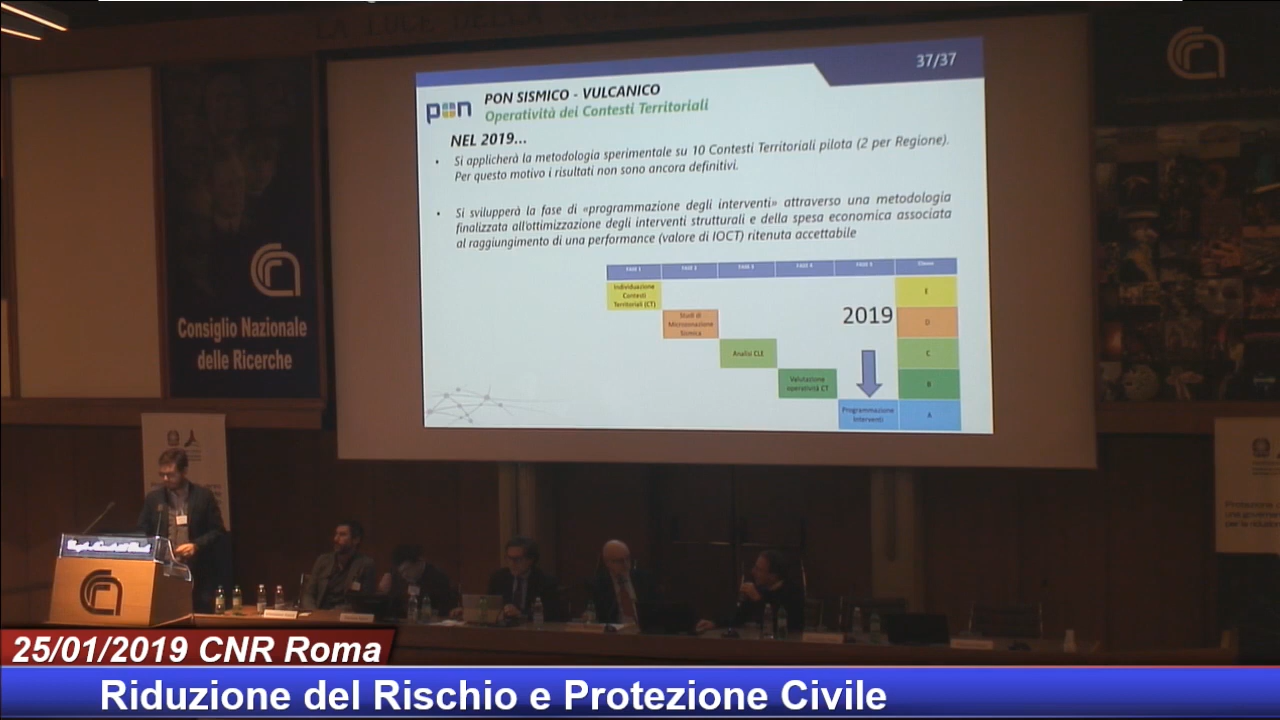 LA LUCE DELLA
37/37
pon
PON SISMICO - VULCANICO
Operatività dei Contesti Territoriali
NEL 2019...
• Si applicherà la metodologia sperimentale su 10 Contesti Territoriali pilota (2 per Regione).
Per questo motivo i risultati non sono ancora definitivi.
• Si svilupperà la fase di «programmazione degli interventi» attraverso una metodologia
finalizzata all'ottimizzazione degli interventi strutturali e della spesa economica associata
al raggiungimento di una performance (valore di IOCT) ritenuta accettabile
FASE 1 FASE 2 FASE 3 FASE 4 FASE 5 Classe
Individuazione
Contesti
Territoriali (CT)
E
Studi di
Microzonazione
Sismica
2019
D
Analisi CLE
C
Valutazione
operatività CT
B
Programmazione
Interventi
A
Consiglio Nazionale
delle Ricerche
25/01/2019 CNR Roma
Riduzione del Rischio e Protezione Civile